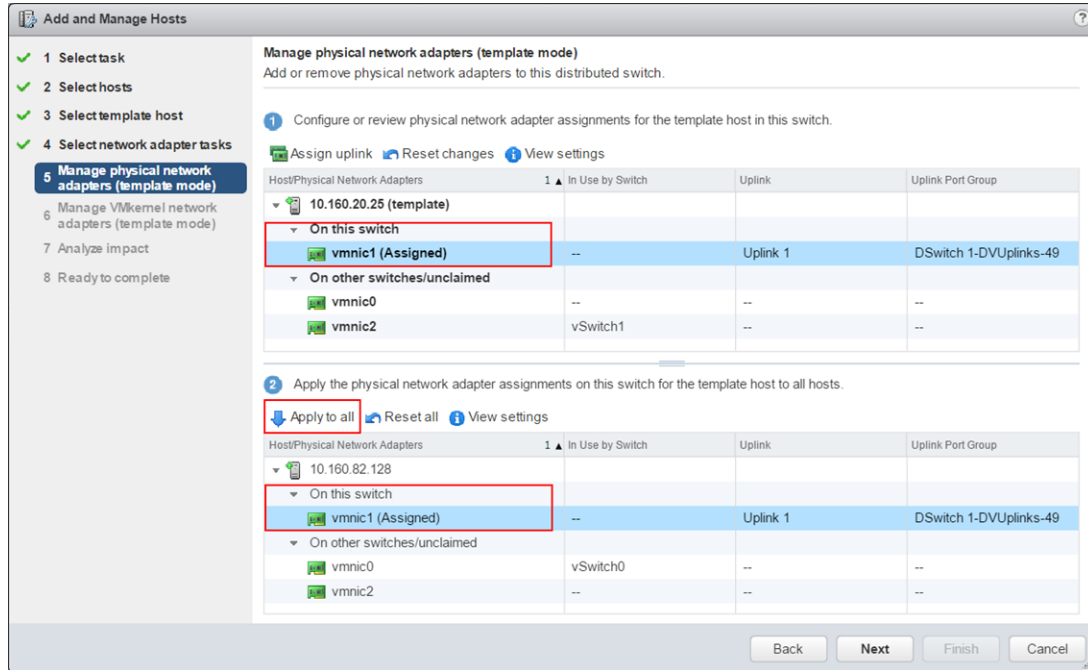 Add and Manage Hosts
?
1 Select task
2 Select hosts
3 Select template host
4 Select network adapter tasks
5 Manage physical network
adapters (template mode)
6 Manage VMkernel network
adapters (template mode)
7 Analyze impact
8 Ready to complete
Manage physical network adapters (template mode)
Add or remove physical network adapters to this distributed switch.
1 Configure or review physical network adapter assignments for the template host in this switch.
Assign uplink Reset changes View settings
Host/Physical Network Adapters 1 ▲ In Use by Switch Uplink Uplink Port Group
10.160.20.25 (template)
On this switch
vmnic1 (Assigned) -- Uplink 1 DSwitch 1-DVUplinks-49
On other switches/unclaimed
vmnic0 -- -- --
vmnic2 vSwitch1 -- --
2 Apply the physical network adapter assignments on this switch for the template host to all hosts.
Apply to all Reset all View settings
Host/Physical Network Adapters 1 ▲ In Use by Switch Uplink Uplink Port Group
10.160.82.128
On this switch
vmnic1 (Assigned) -- Uplink 1 DSwitch 1-DVUplinks-49
On other switches/unclaimed
vmnic0 vSwitch0 -- --
vmnic2 -- -- --
Back Next Finish Cancel